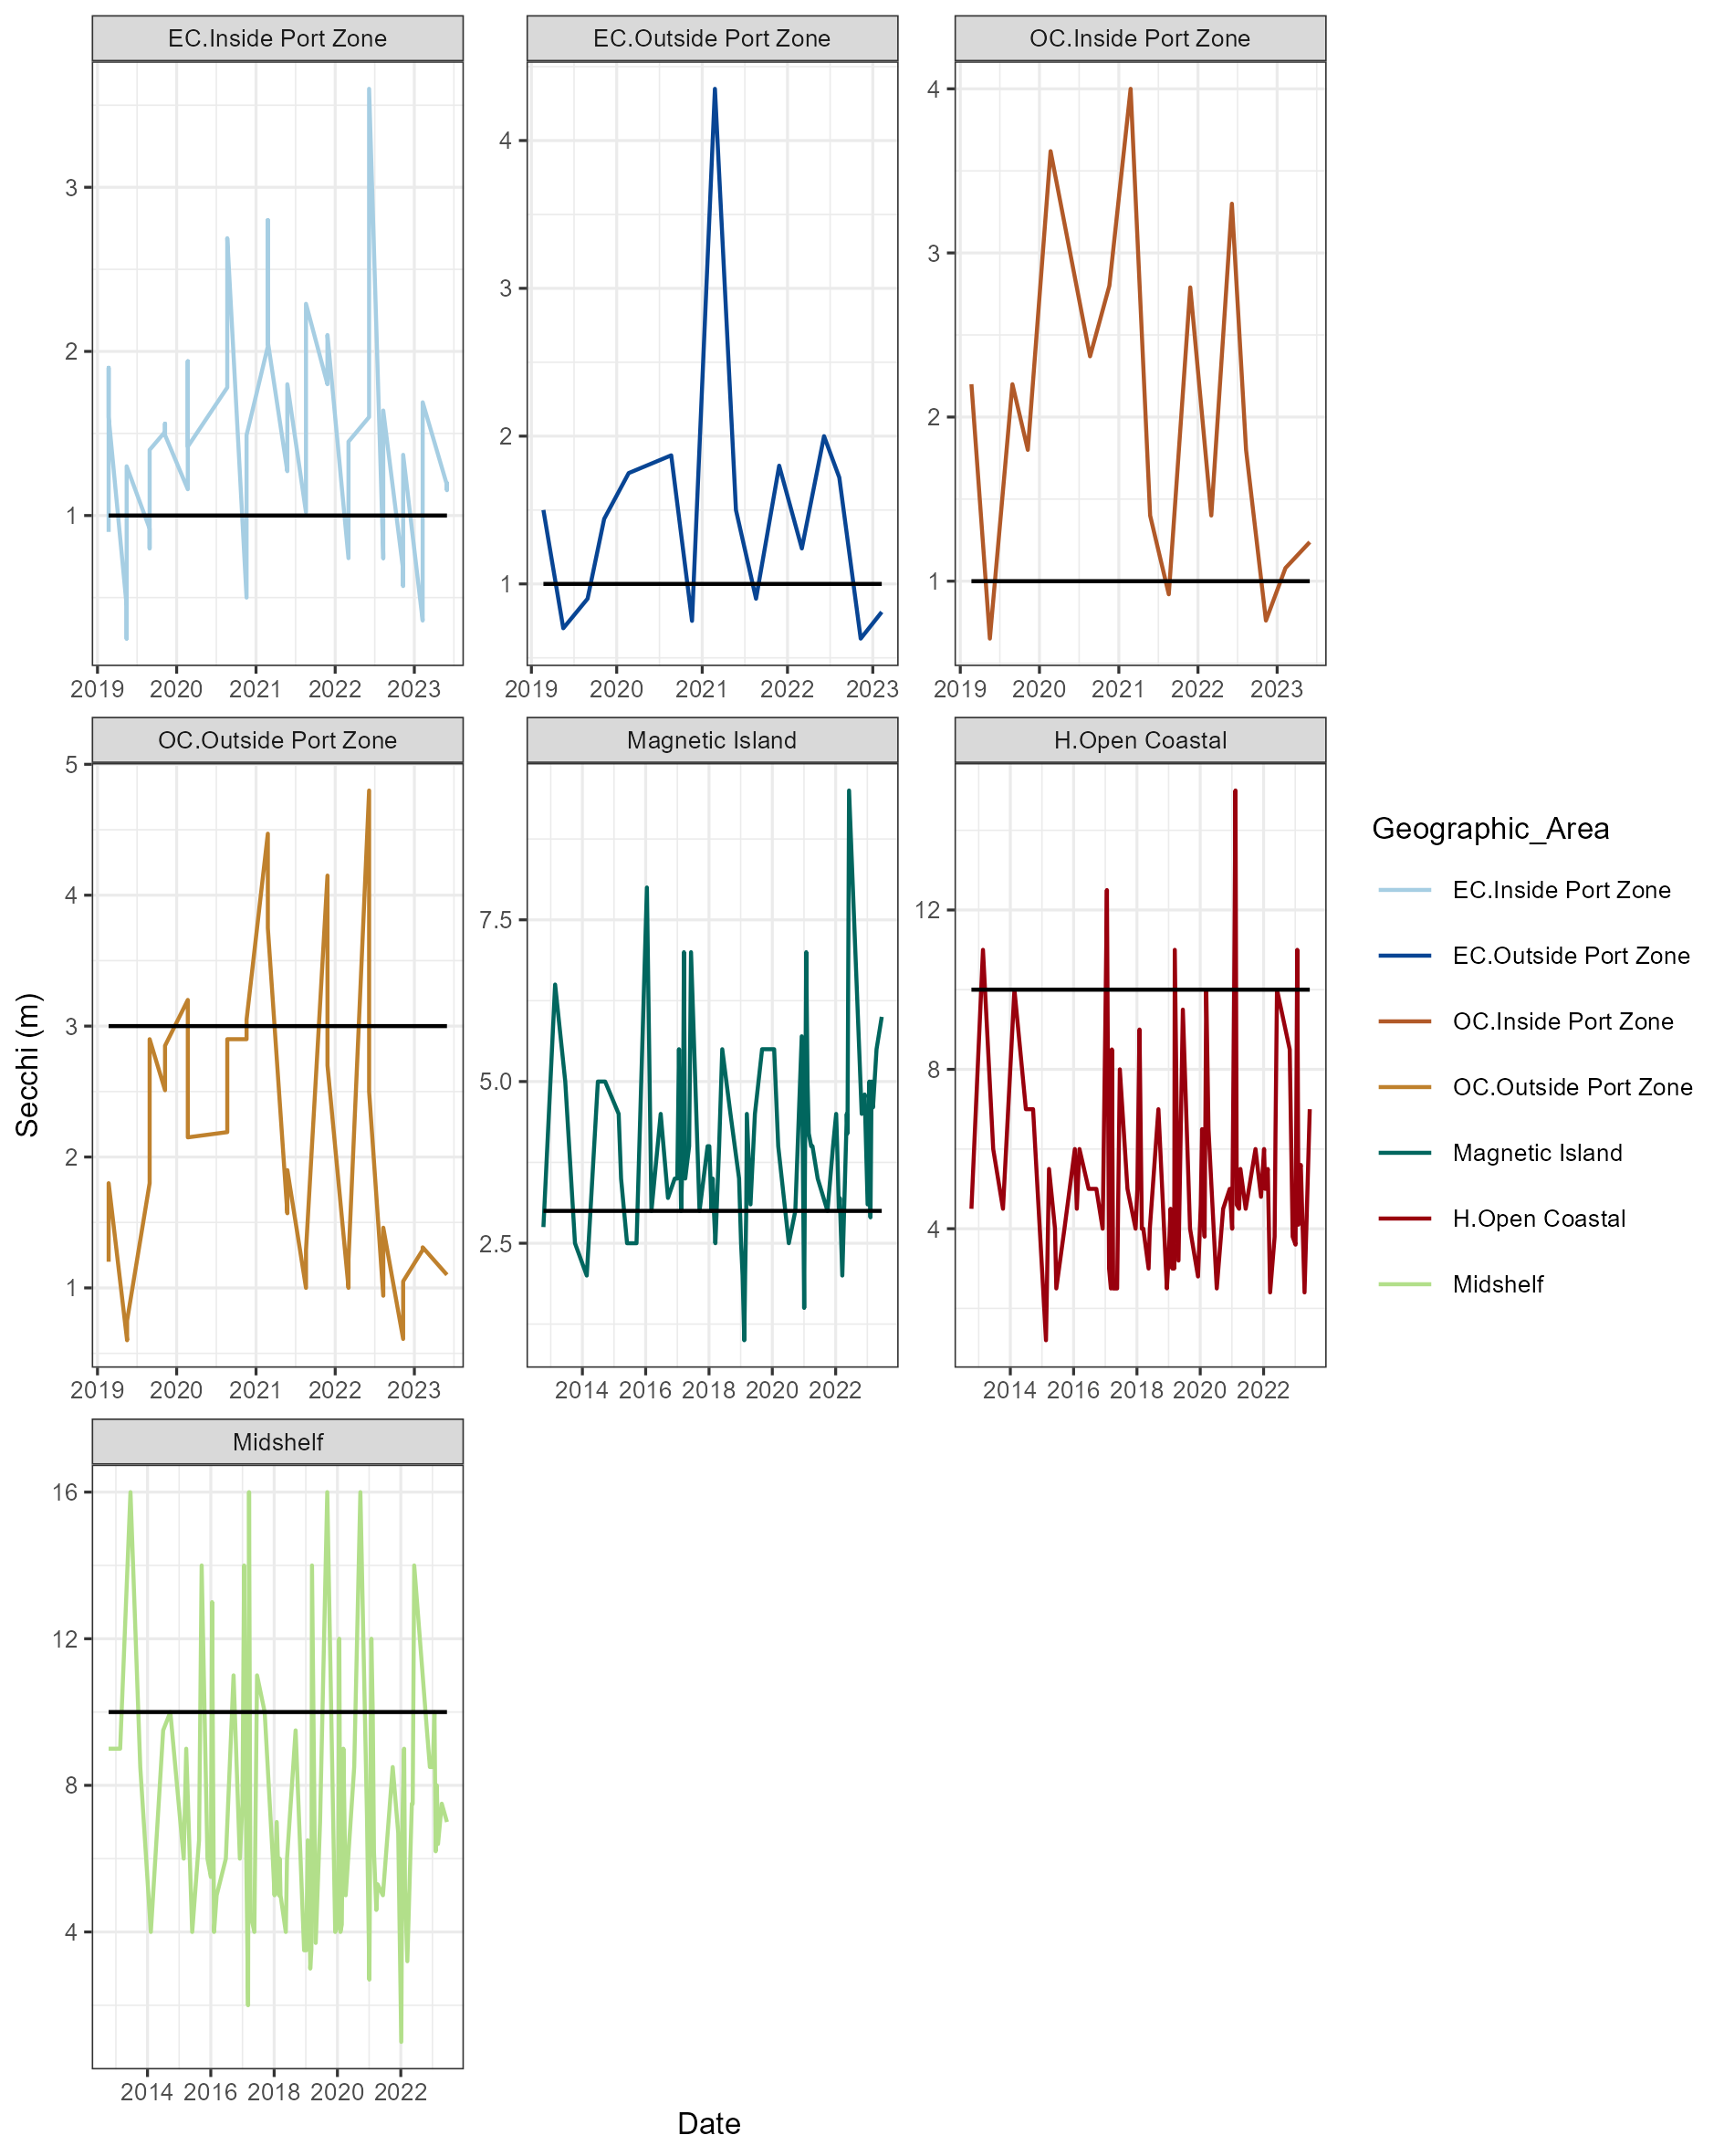 EC.Inside Port Zone
EC.Outside Port Zone
OC.Inside Port Zone
3
2
1
2019 2020 2021 2022 2023
4
3
2
1
2019 2020 2021 2022 2023
4
3
2
1
2019 2020 2021 2022 2023
OC.Outside Port Zone
Magnetic Island
H.Open Coastal
5
4
3
2
1
2019 2020 2021 2022 2023
7.5
5.0
2.5
2014 2016 2018 2020 2022
12
8
4
2014 2016 2018 2020 2022
Midshelf
16
12
8
4
2014 2016 2018 2020 2022
Secchi (m)
Date
Geographic_Area
EC.Inside Port Zone
EC.Outside Port Zone
OC.Inside Port Zone
OC.Outside Port Zone
Magnetic Island
H.Open Coastal
Midshelf